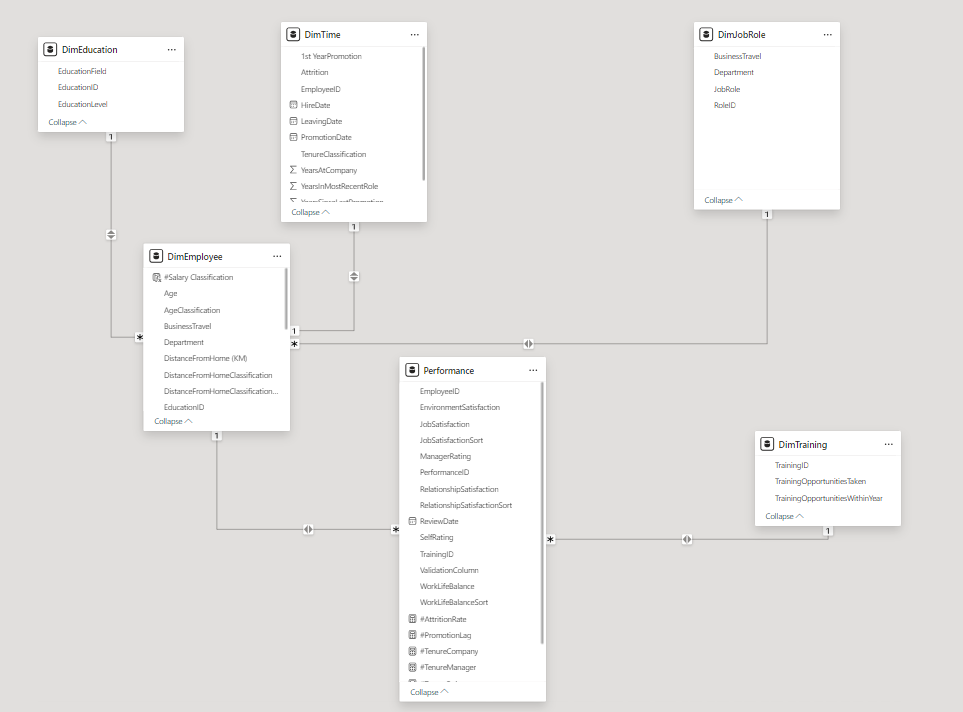 DimEducation
EducationField
EducationID
EducationLevel
Collapse
DimTime
1st YearPromotion
Attrition
EmployeeID
HireDate
LeavingDate
PromotionDate
TenureClassification
YearsAtCompany
YearsInMostRecentRole
Collapse
DimJobRole
BusinessTravel
Department
JobRole
RoleID
Collapse
1
1
1
DimEmployee
#Salary Classification
Age
AgeClassification
BusinessTravel
Department
DistanceFromHome (KM)
DistanceFromHomeClassification
DistanceFromHomeClassification...
EducationID
Collapse
*
1
*
1
Performance
EmployeeID
EnvironmentSatisfaction
JobSatisfaction
JobSatisfactionSort
ManagerRating
PerformanceID
RelationshipSatisfaction
RelationshipSatisfactionSort
ReviewDate
SelfRating
TrainingID
ValidationColumn
WorkLifeBalance
WorkLifeBalanceSort
#AttritionRate
#PromotionLag
#TenureCompany
#TenureManager
Collapse
*
*
DimTraining
TrainingID
TrainingOpportunitiesTaken
TrainingOpportunitiesWithinYear
Collapse
1